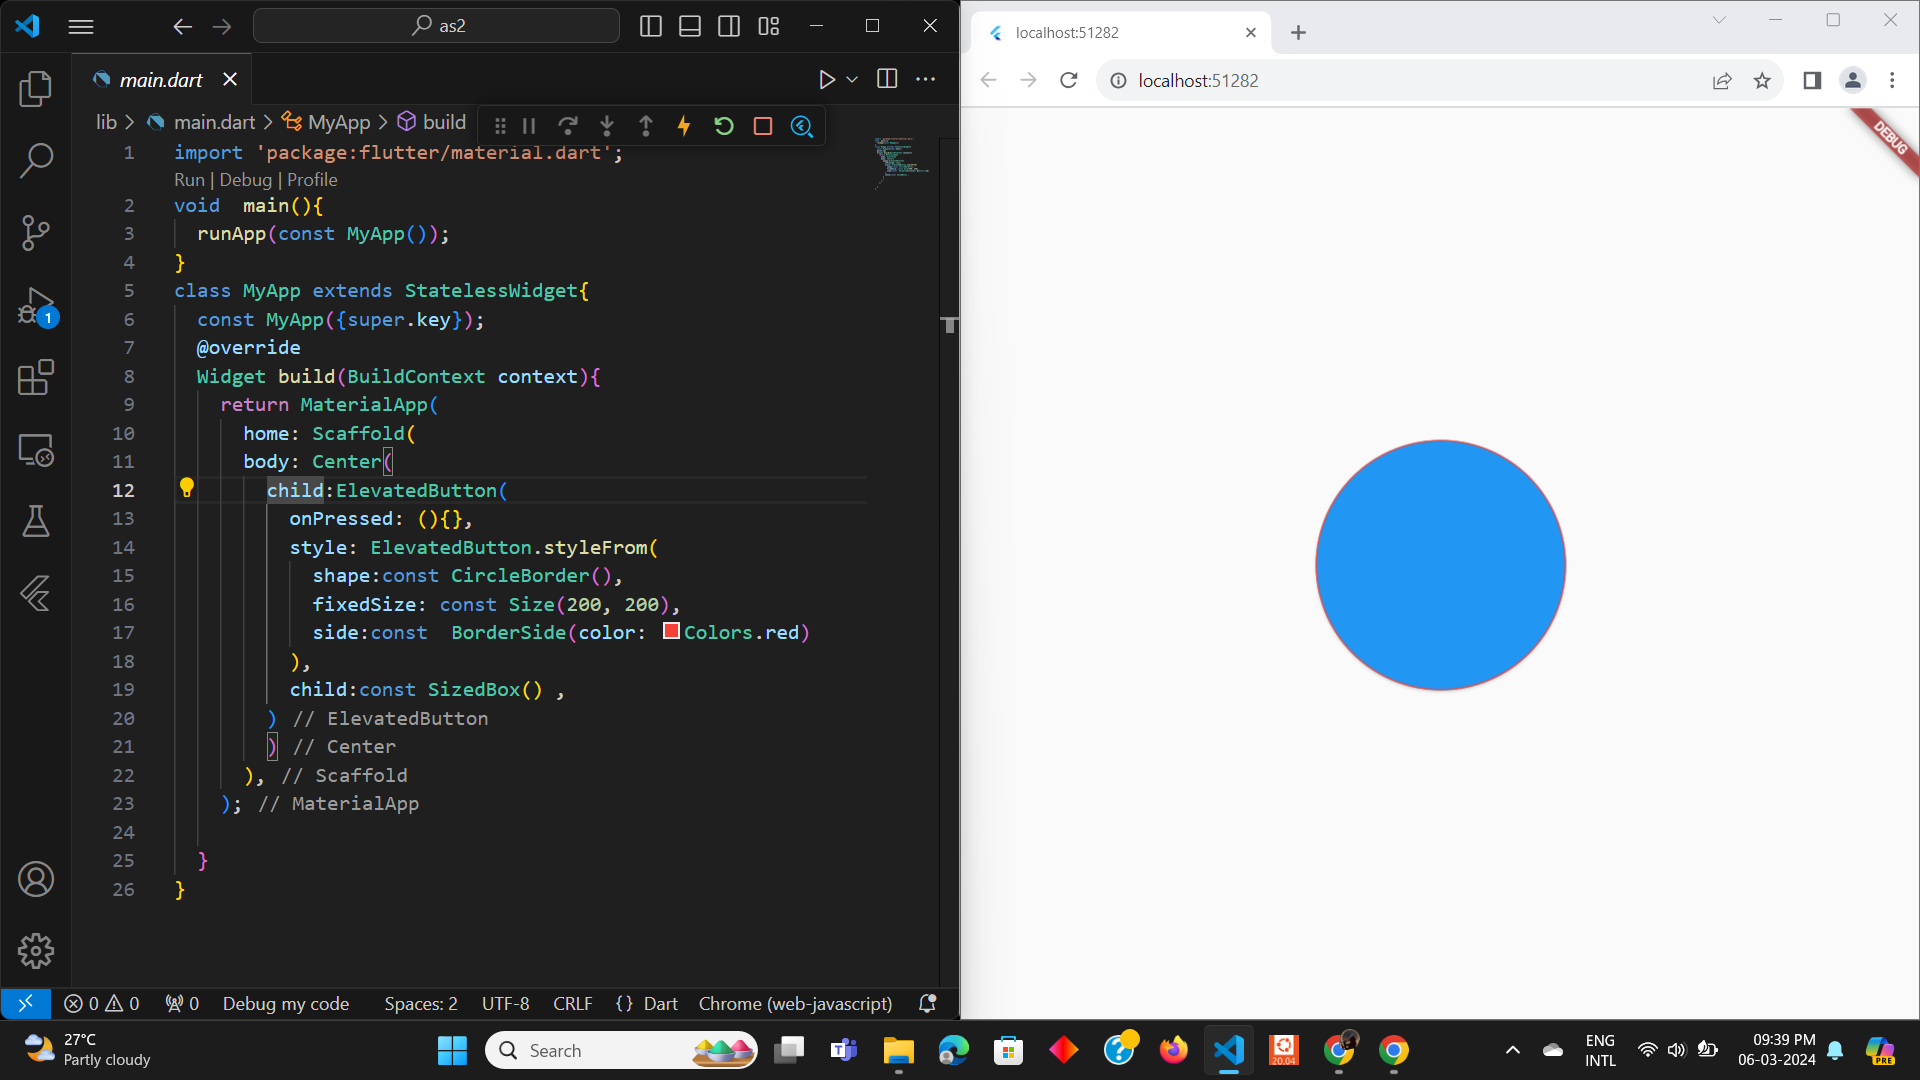 as2
main.dart
lib > main.dart > MyApp > build
1 import 'package:flutter/material.dart';
Run | Debug | Profile
2 void  main(){
3 runApp(const MyApp());
4 }
5 class MyApp extends StatelessWidget{
6 const MyApp({super.key});
7 @override
8 Widget build(BuildContext context){
9 return MaterialApp(
10 home: Scaffold(
11 body: Center(
12 child:ElevatedButton(
13 onPressed: (){},
14 style: ElevatedButton.styleFrom(
15 shape:const CircleBorder(),
16 fixedSize: const Size(200, 200),
17 side:const  BorderSide(color: Colors.red)
18 ),
19 child:const SizedBox() ,
20 ) // ElevatedButton
21 ) // Center
22 ), // Scaffold
23 ); // MaterialApp
24
25 }
26 }
1
0 0 0 Debug my code Spaces: 2 UTF-8 CRLF {} Dart Chrome (web-javascript)
localhost:51282
localhost:51282
DEBUG
27°C
Partly cloudy
Search
20.04
ENG
INTL
09:39 PM
06-03-2024
PRE